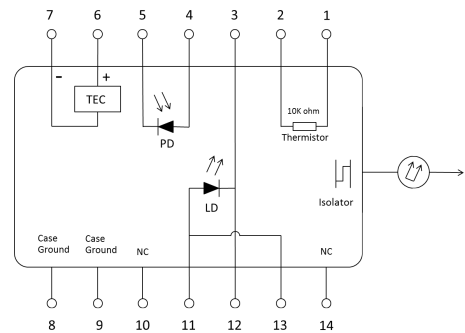 7 6 5 4 3 2 1
- +
TEC
PD
10K ohm
Thermistor
LD
Isolator
Case
Ground
Case
Ground
NC
NC
8 9 10 11 12 13 14